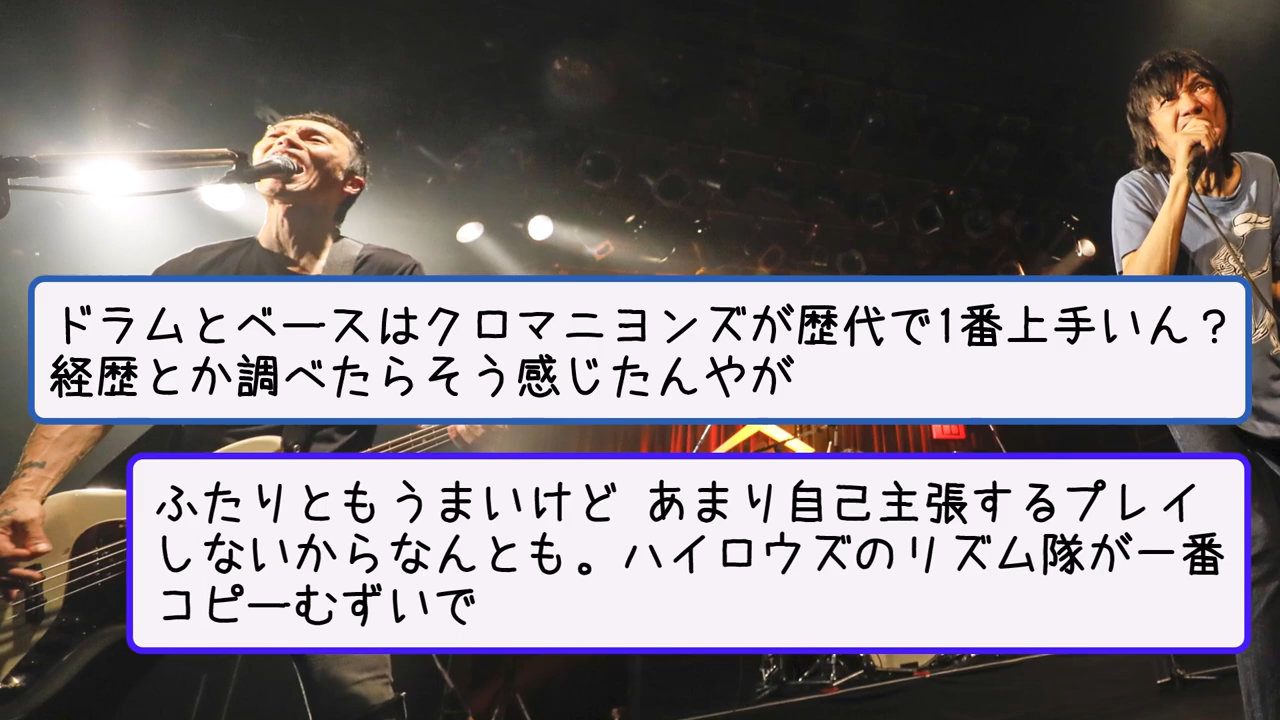 ドラムとベースはクロマニヨンズが歴代で1番上手いん？
経歴とか調べたらそう感じたんやが
ふたりともうまいけど あまり自己主張するプレイ
しないからなんとも。ハイロウズのリズム隊が一番
コピーむずいで